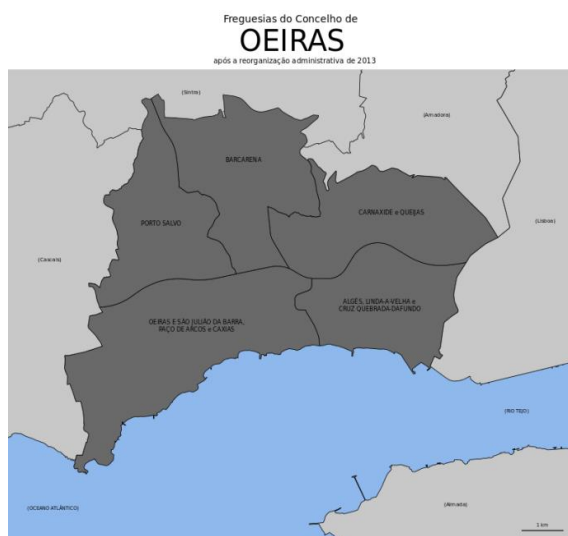 Freguesias do Concelho de
OEIRAS
após a reorganização administrativa de 2013
(Sintra)
(Amadora)
BARCARENA
CARNAXIDE e QUEIJAS
PORTO SALVO
(Lisboa)
(Cascais)
ALGÉS, LINDA-A-VELHA e
CRUZ QUEBRADA-DAFUNDO
OEIRAS E SÃO JULIÃO DA BARRA,
PAÇO DE ARCOS e CAXIAS
(RIO TEJO)
(OCEANO ATLÂNTICO)
(Almada)
1 km